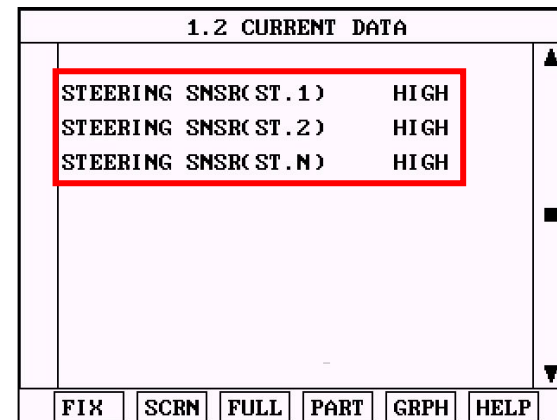 1.2 CURRENT DATA
STEERING SNSR(ST.1) HIGH
STEERING SNSR(ST.2) HIGH
STEERING SNSR(ST.N) HIGH
FIX SCRN FULL PART GRPH HELP